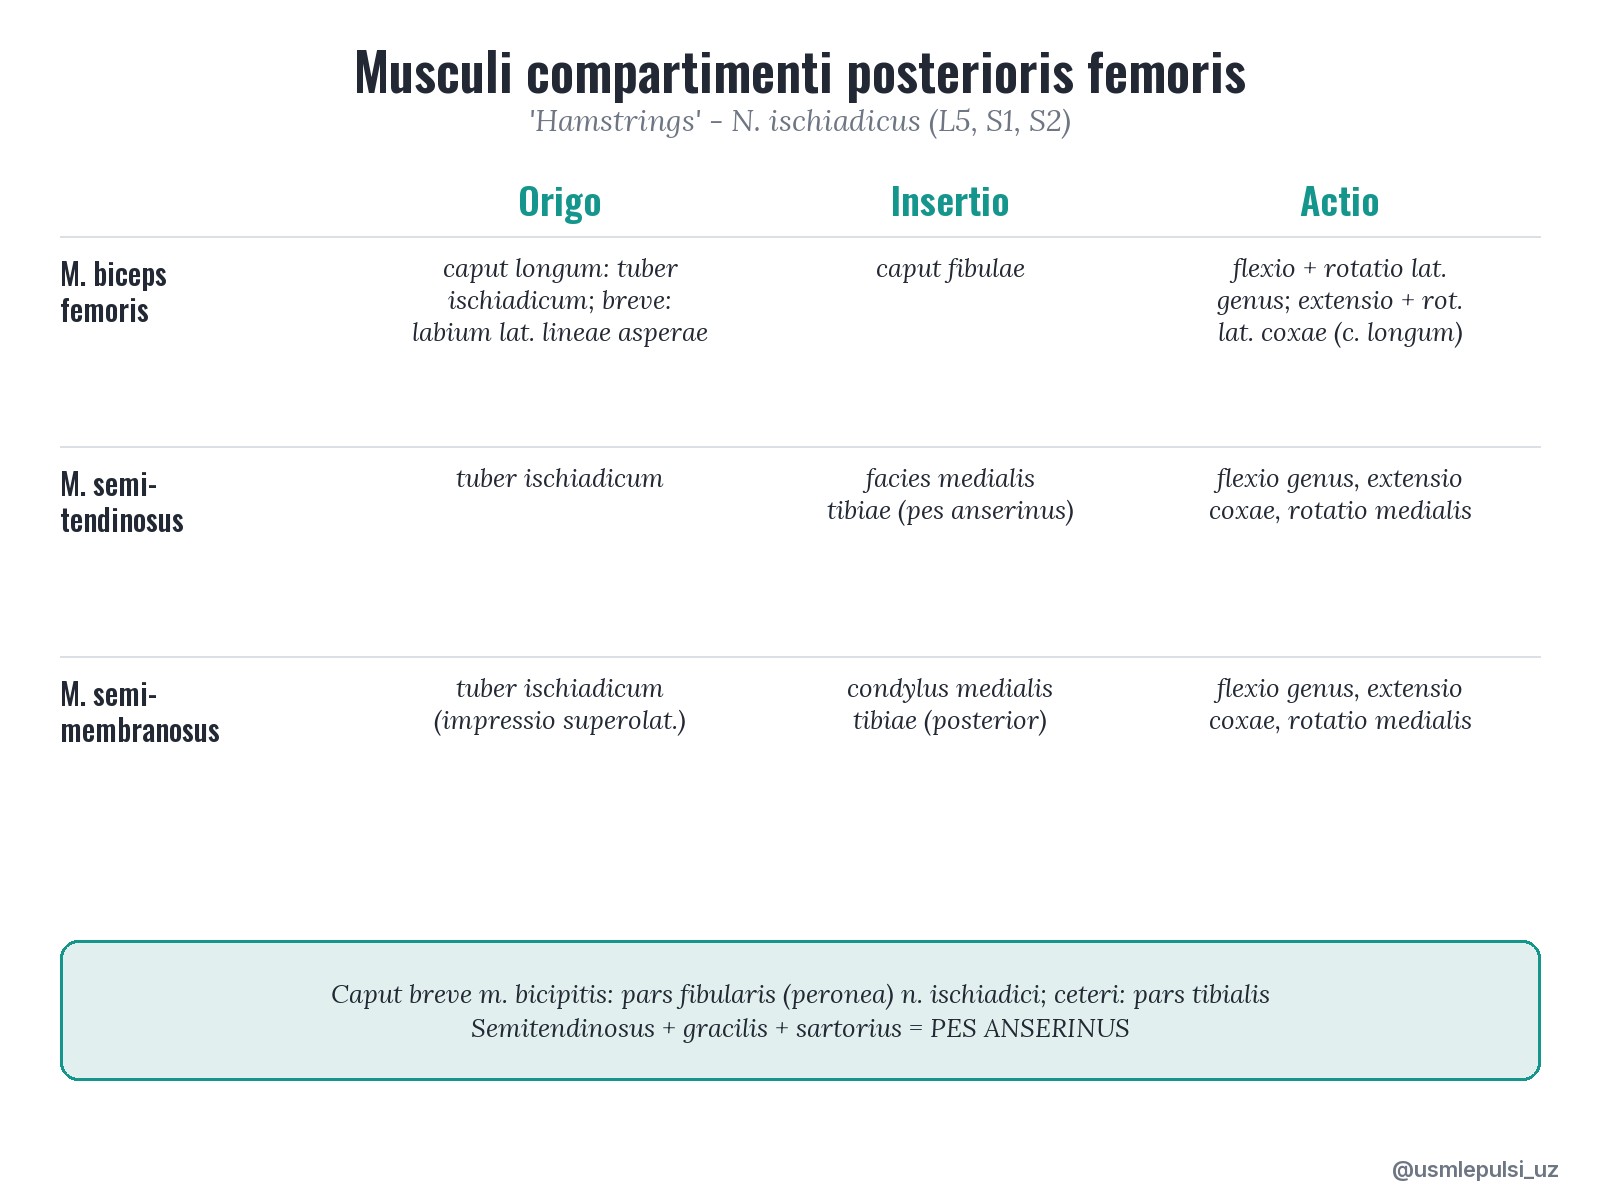 Musculi compartimenti posterioris femoris
'Hamstrings' - N. ischiadicus (L5, S1, S2)
Origo Insertio Actio
M. biceps
femoris
caput longum: tuber
ischiadicum; breve:
labium lat. lineae asperae
caput fibulae
flexio + rotatio lat.
genus; extensio + rot.
lat. coxae (c. longum)
M. semi-
tendinosus
tuber ischiadicum
facies medialis
tibiae (pes anserinus)
flexio genus, extensio
coxae, rotatio medialis
M. semi-
membranosus
tuber ischiadicum
(impressio superolat.)
condylus medialis
tibiae (posterior)
flexio genus, extensio
coxae, rotatio medialis
Caput breve m. bicipitis: pars fibularis (peronea) n. ischiadici; ceteri: pars tibialis
Semitendinosus + gracilis + sartorius = PES ANSERINUS
@usmlepulsi_uz